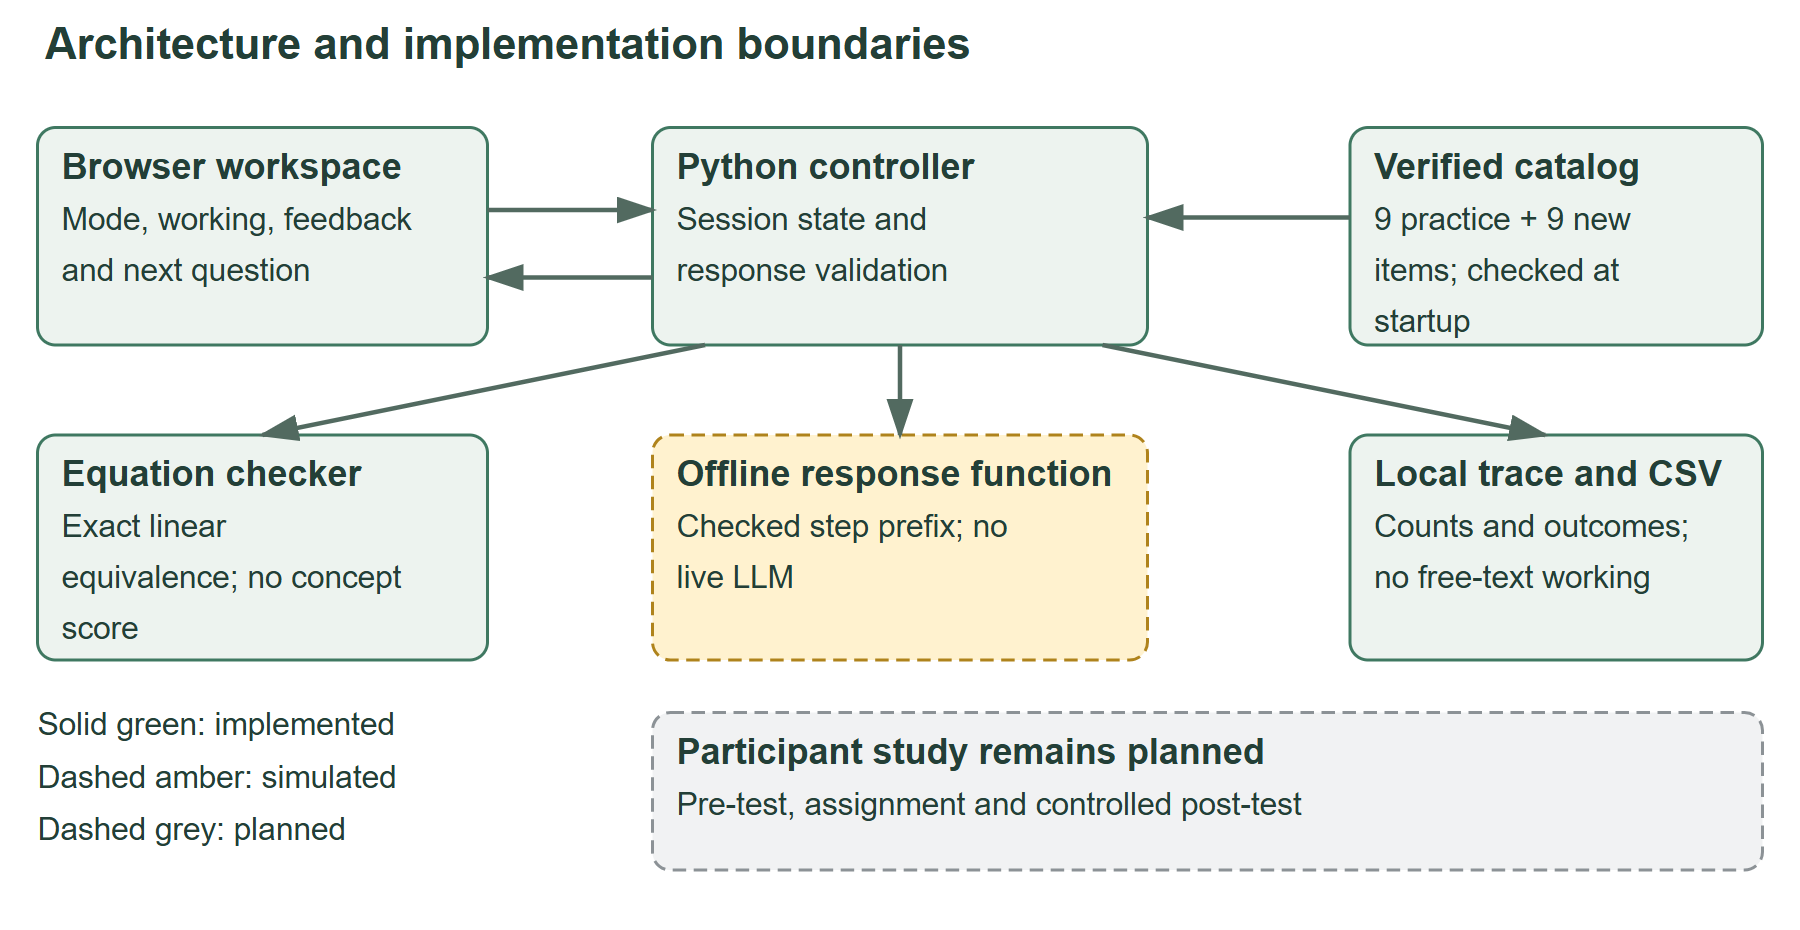 Architecture and implementation boundaries
Browser workspace
Mode, working, feedback
and next question
Python controller
Session state and
response validation
Verified catalog
9 practice + 9 new
items; checked at
startup
Equation checker
Exact linear
equivalence; no concept
score
Offline response function
Checked step prefix; no
live LLM
Local trace and CSV
Counts and outcomes;
no free-text working
Solid green: implemented
Dashed amber: simulated
Dashed grey: planned
Participant study remains planned
Pre-test, assignment and controlled post-test